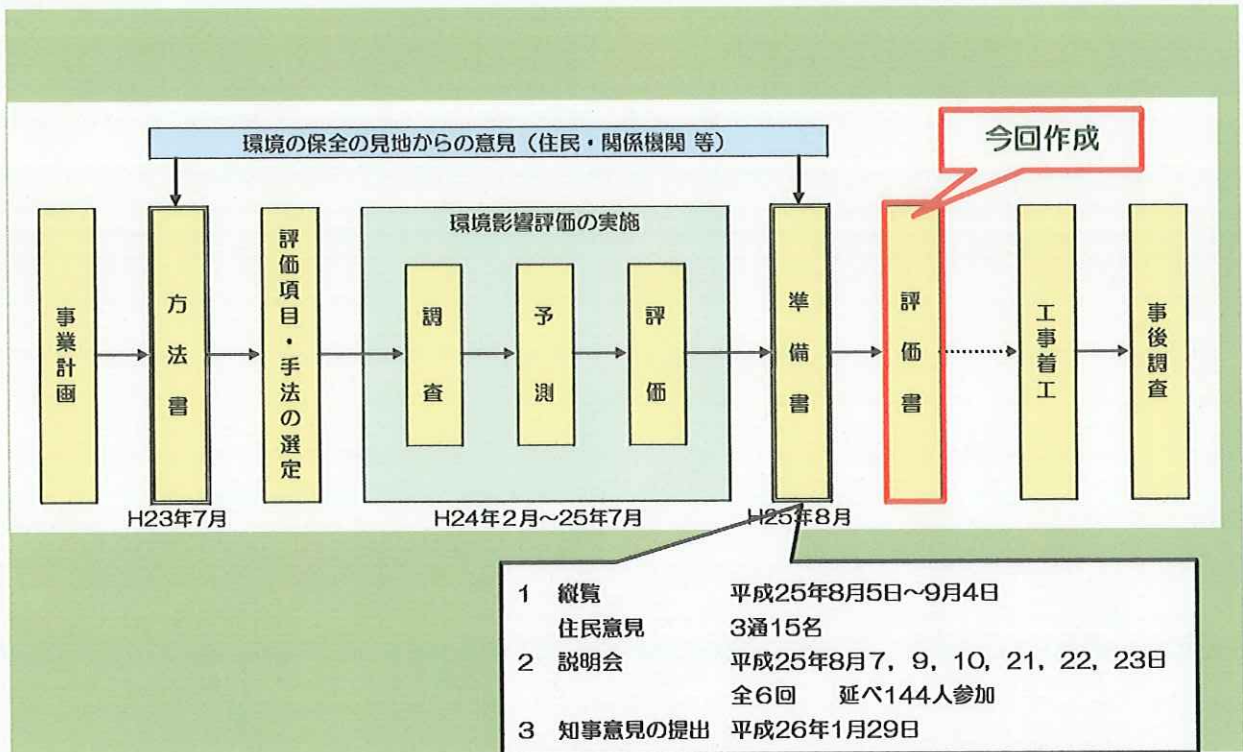 環境の保全の見地からの意見(住民・関係機関 等)
今回作成
事業計画
方法書
評価項目・手法の選定
環境影響評価の実施
調査
予測
評価
準備書
評価書
工事着工
事後調査
H23年7月
H24年2月~25年7月
H25年8月
1 縦覧 平成25年8月5日~9月4日
住民意見 3通15名
2 説明会 平成25年8月7, 9, 10, 21, 22, 23日
全6回 延べ144人参加
3 知事意見の提出 平成26年1月29日